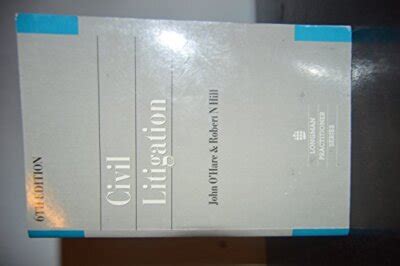 6TH EDITION
Civil
Litigation
John O'Hare & Robert N Hill
LONGMAN
PRACTITIONER
SERIES